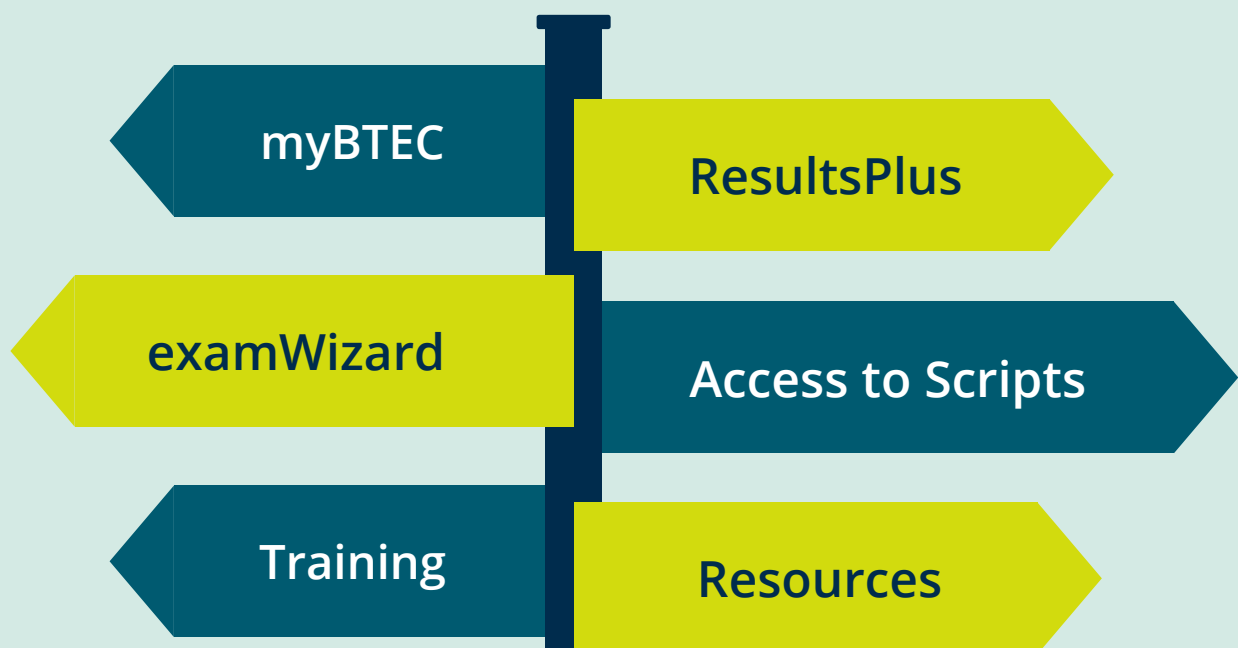 myBTEC
ResultsPlus
examWizard
Access to Scripts
Training
Resources